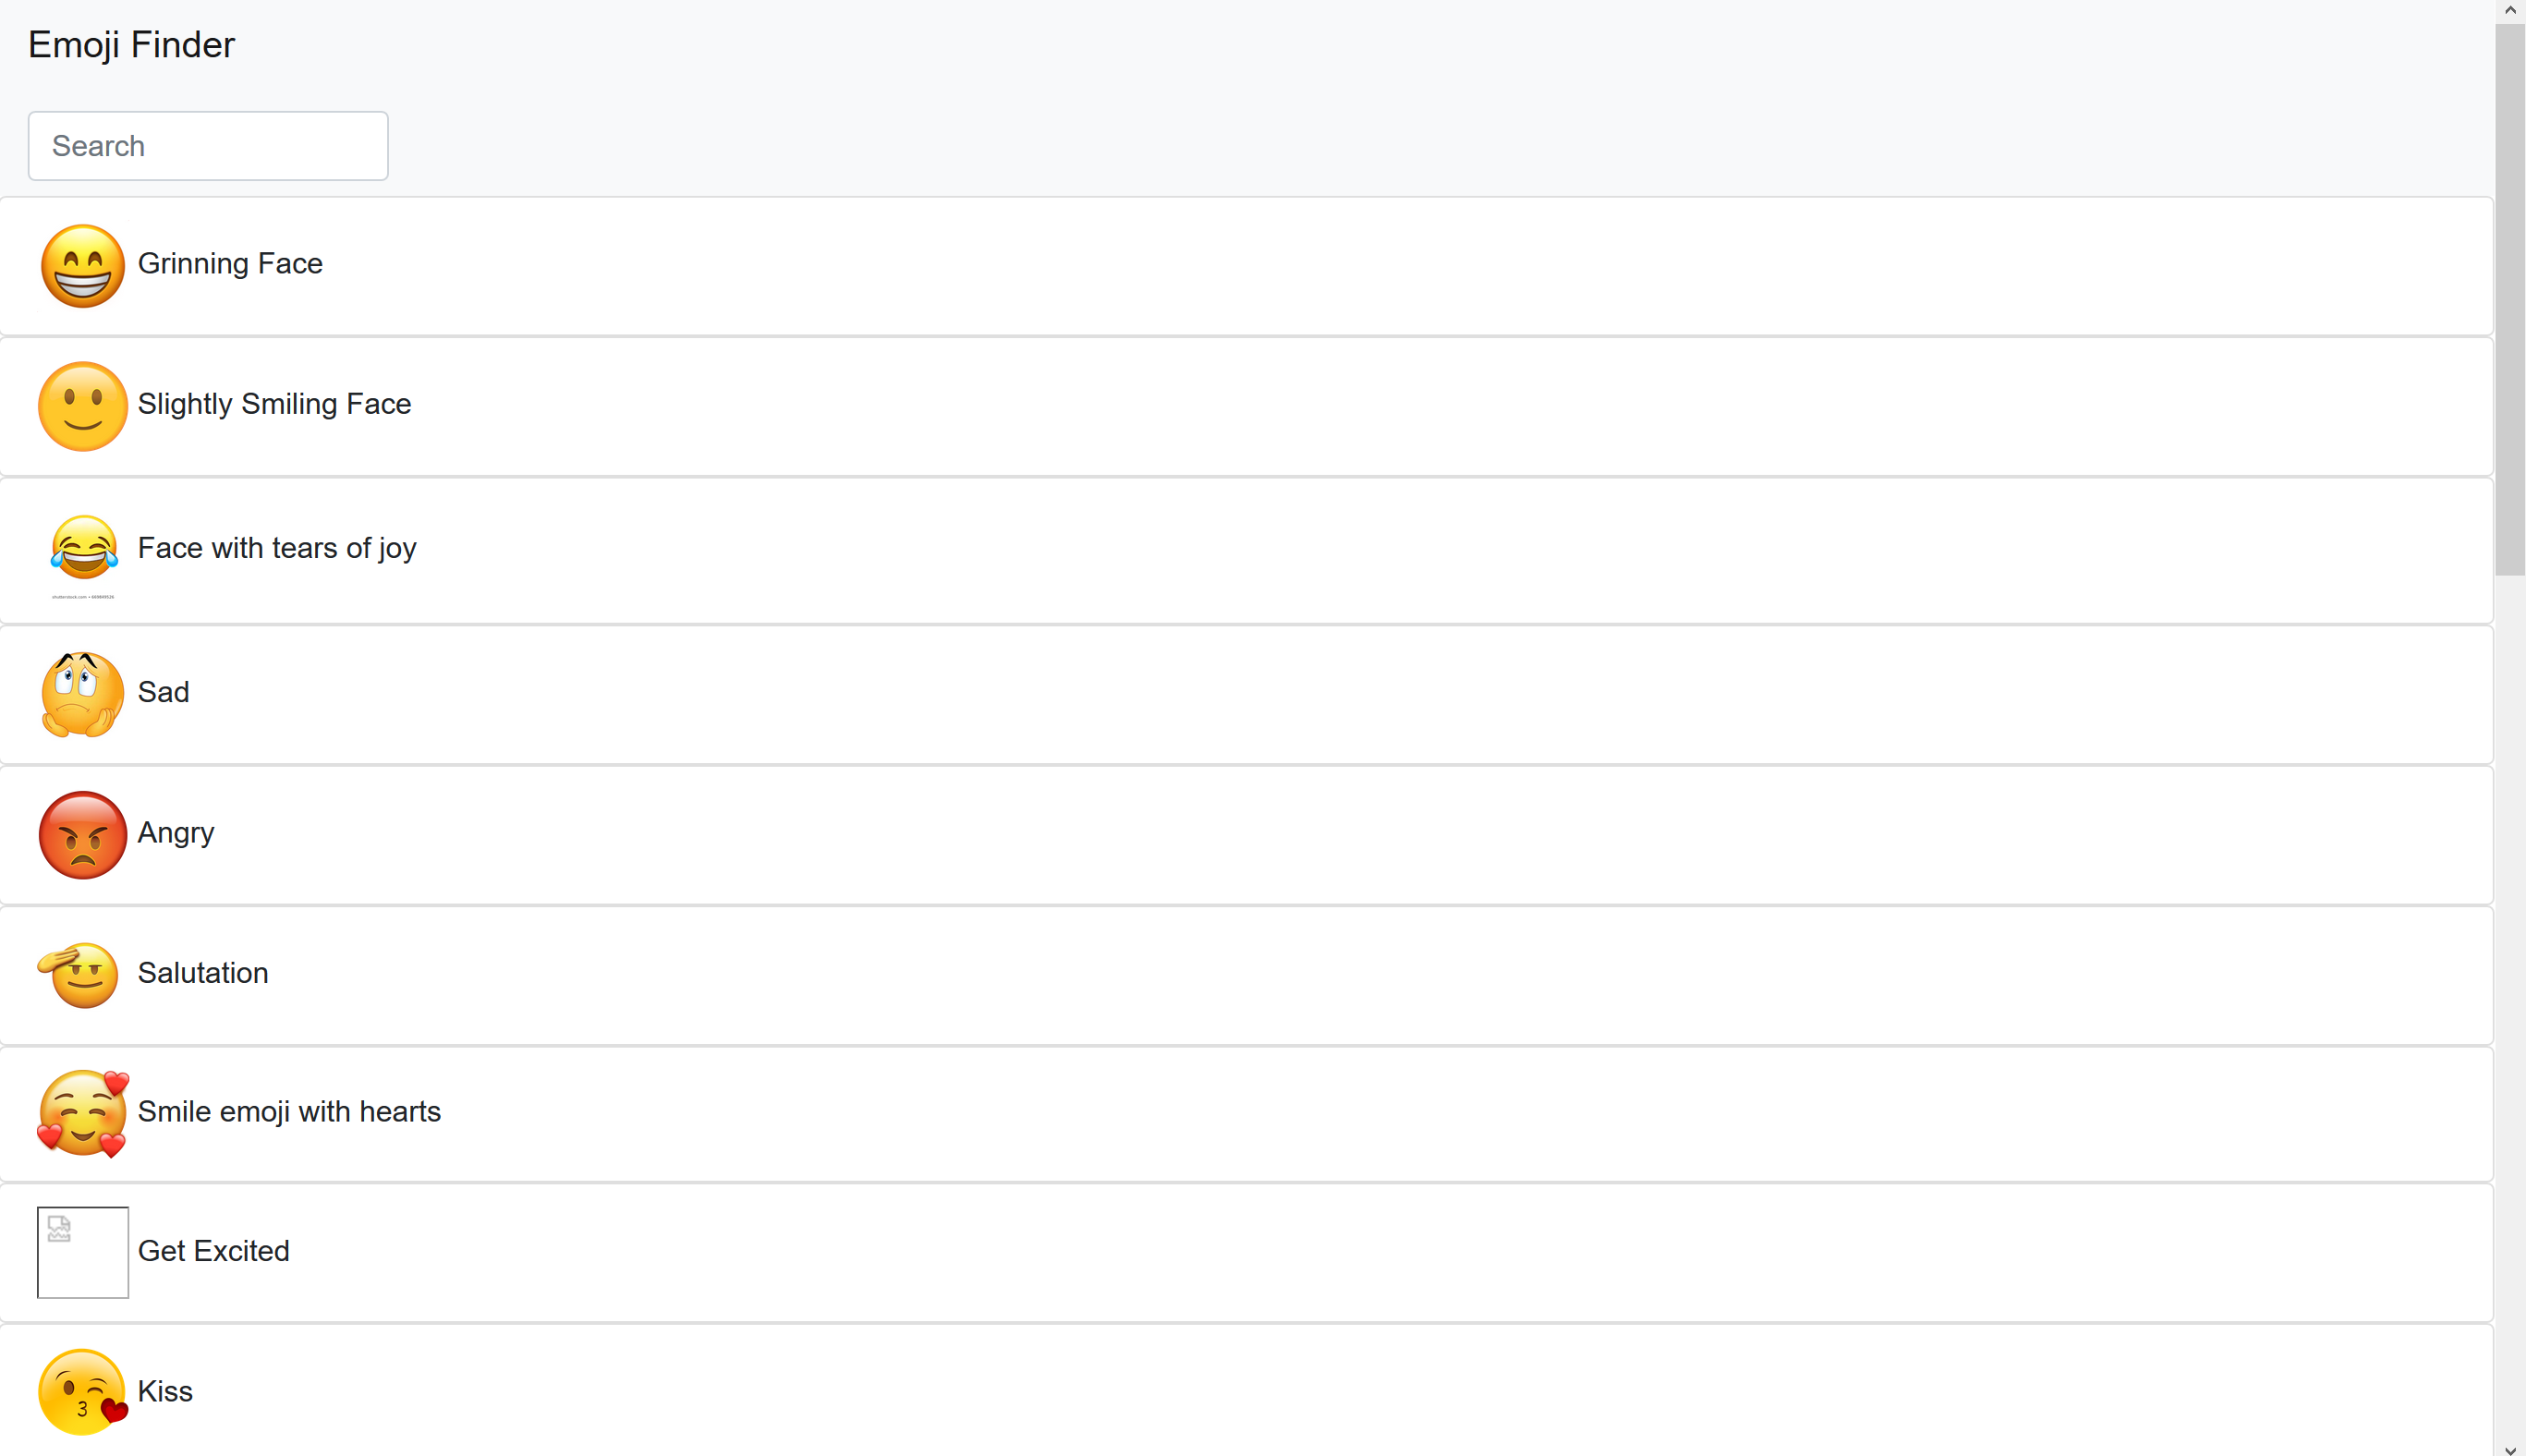 Emoji Finder
Search
Grinning Face
Slightly Smiling Face
Face with tears of joy
Sad
Angry
Salutation
Smile emoji with hearts
Get Excited
Kiss